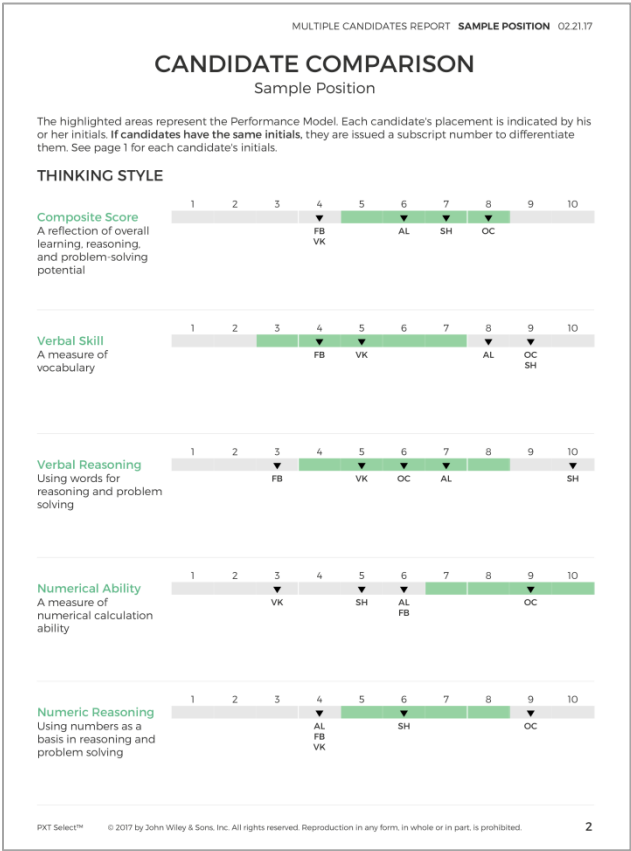 MULTIPLE CANDIDATES REPORT SAMPLE POSITION 02.21.17
CANDIDATE COMPARISON
Sample Position
The highlighted areas represent the Performance Model. Each candidate's placement is indicated by his
or her initials. If candidates have the same initials, they are issued a subscript number to differentiate
them. See page 1 for each candidate's initials.
THINKING STYLE
1 2 3 4 5 6 7 8 9 10
Composite Score
A reflection of overall
learning, reasoning,
and problem-solving
potential
FB AL SH OC
VK
1 2 3 4 5 6 7 8 9 10
Verbal Skill
A measure of
vocabulary
FB VK AL OC
SH
1 2 3 4 5 6 7 8 9 10
Verbal Reasoning
Using words for
reasoning and problem
solving
FB VK OC AL SH
1 2 3 4 5 6 7 8 9 10
Numerical Ability
A measure of
numerical calculation
ability
VK SH AL OC
FB
1 2 3 4 5 6 7 8 9 10
Numeric Reasoning
Using numbers as a
basis in reasoning and
problem solving
AL SH OC
FB
VK
PXT Select™ © 2017 by John Wiley & Sons, Inc. All rights reserved. Reproduction in any form, in whole or in part, is prohibited. 2